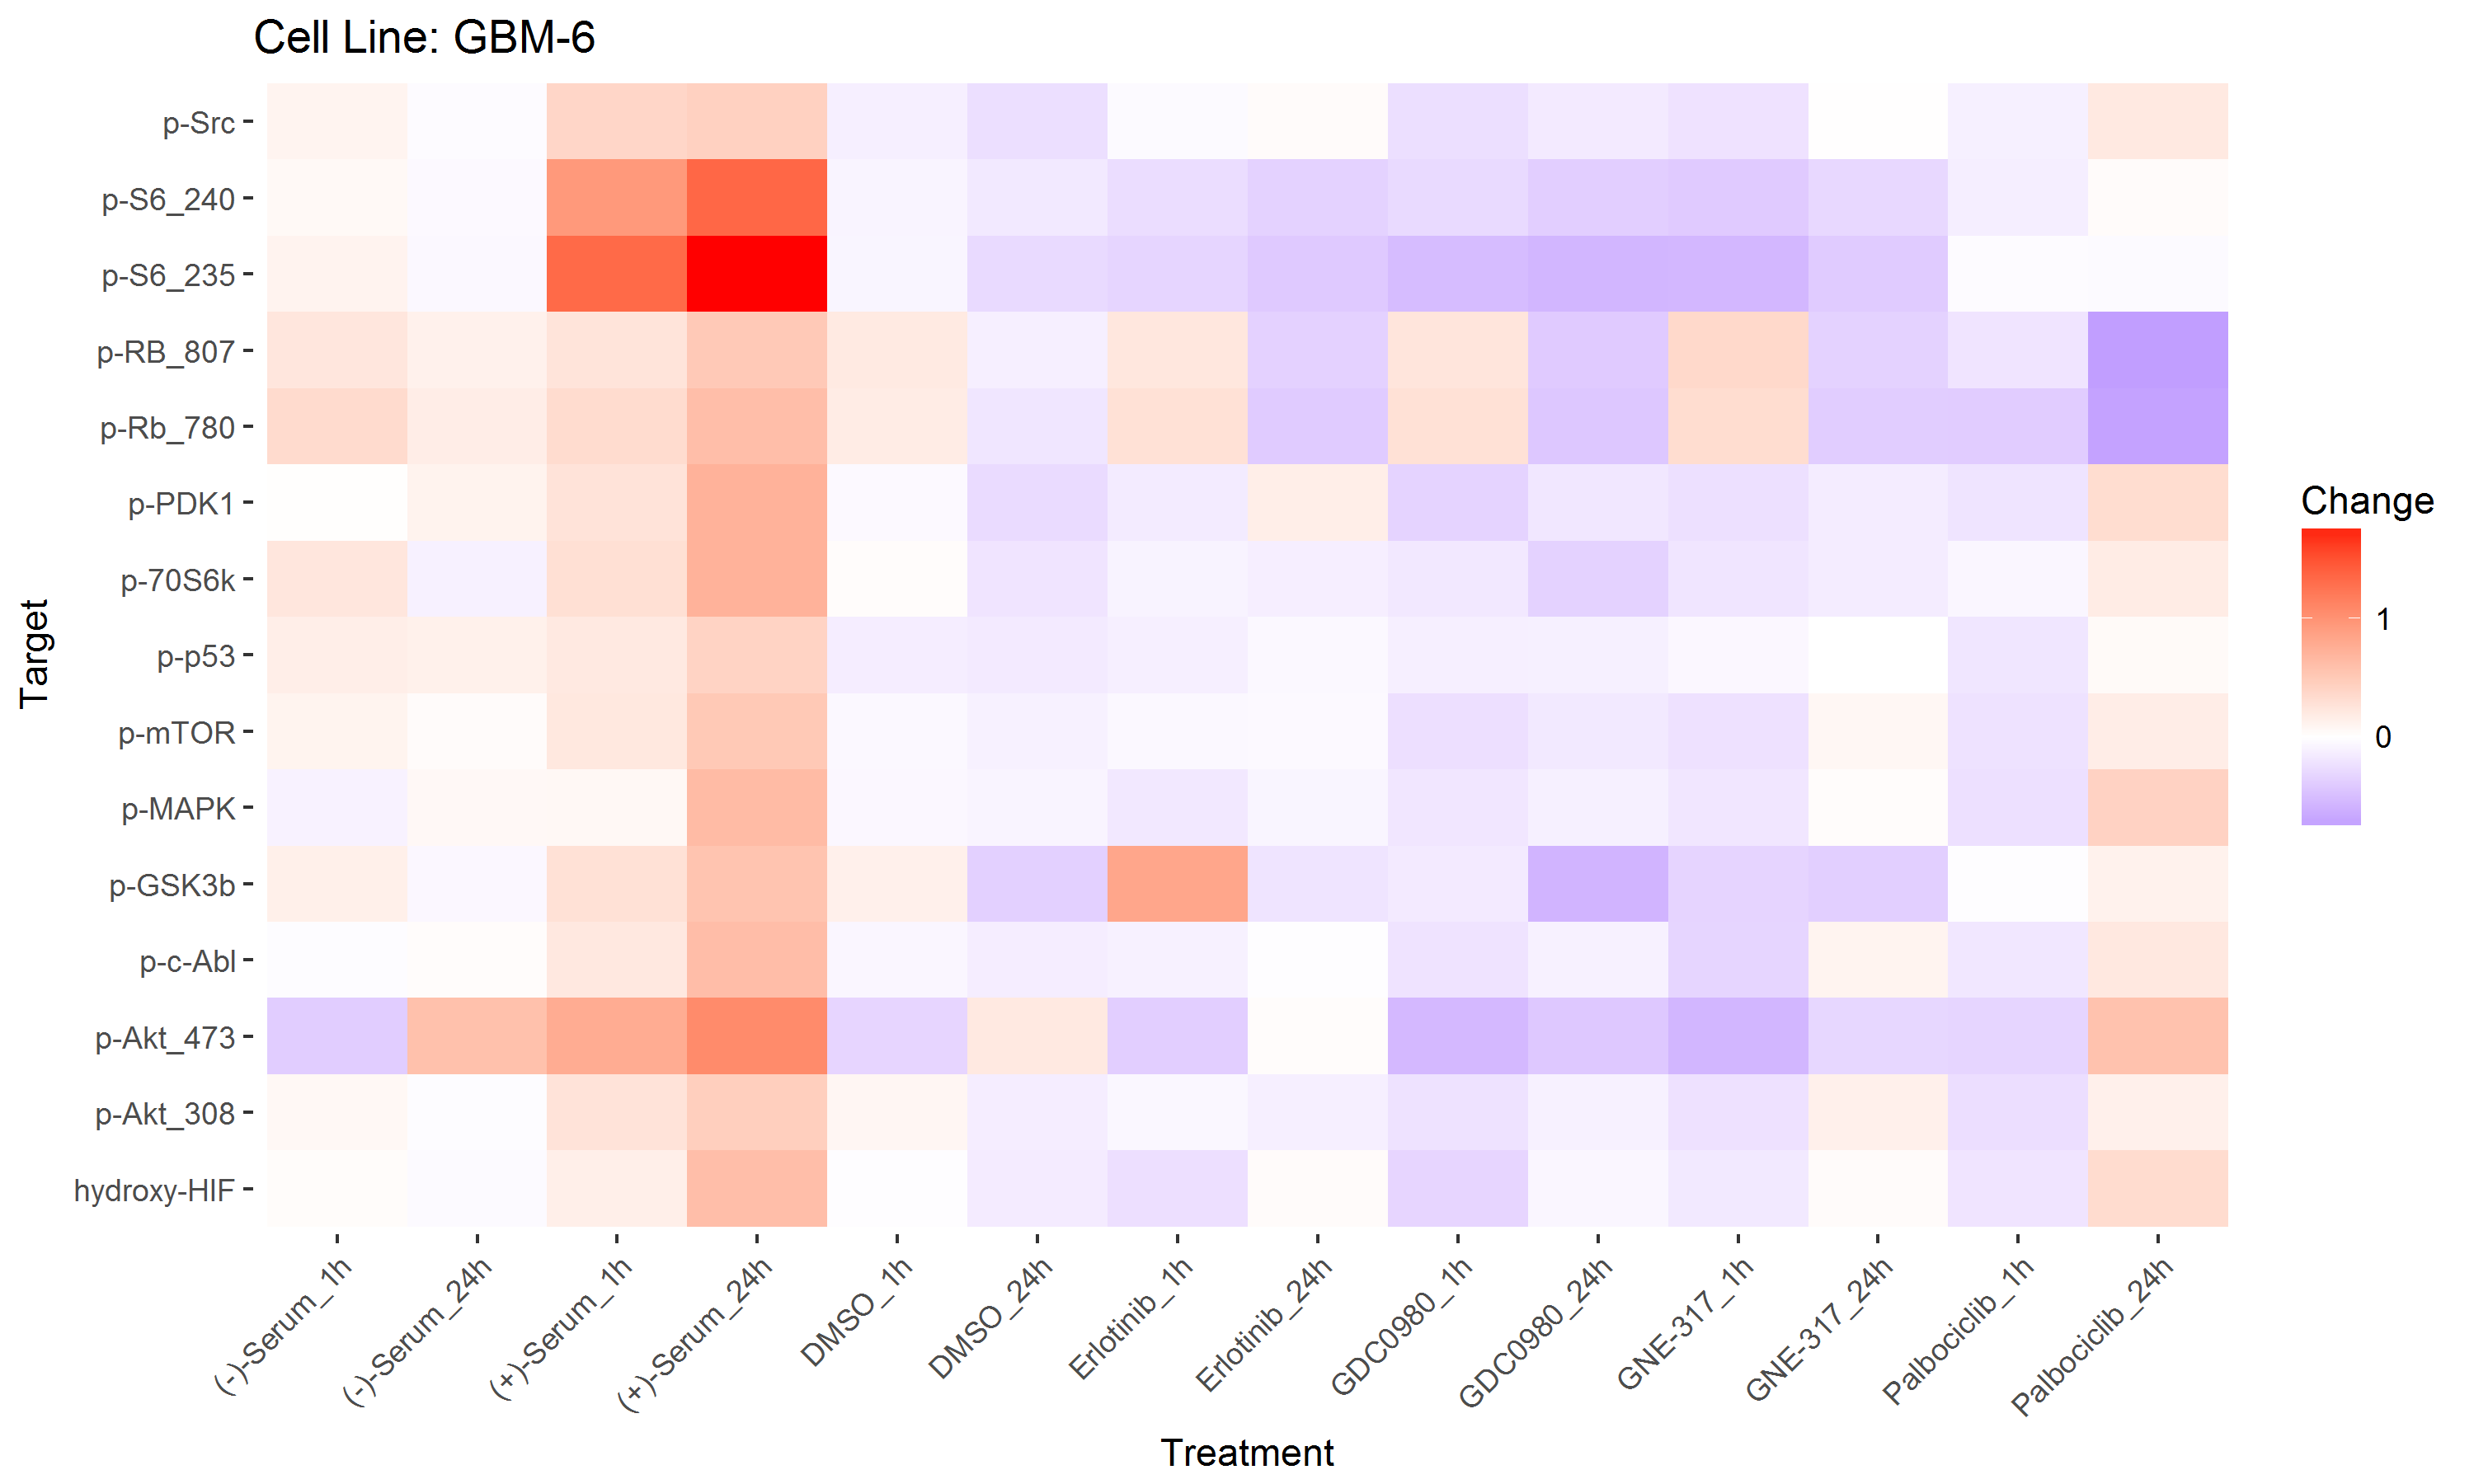 Cell Line: GBM-6
p-Src
p-S6_240
p-S6_235
p-RB_807
p-Rb_780
p-PDK1
p-70S6k
p-p53
p-mTOR
p-MAPK
p-GSK3b
p-c-Abl
p-Akt_473
p-Akt_308
hydroxy-HIF
Target
(-)-Serum_1h
(-)-Serum_24h
(+)-Serum_1h
(+)-Serum_24h
DMSO_1h
DMSO_24h
Erlotinib_1h
Erlotinib_24h
GDC0980_1h
GDC0980_24h
GNE-317_1h
GNE-317_24h
Palbociclib_1h
Palbociclib_24h
Treatment
Change
1
0